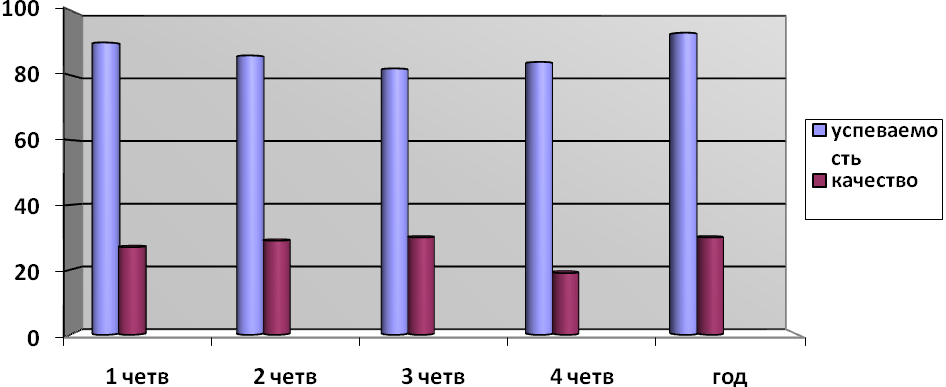 100
80
60
40
20
0
1 четв
2 четв
3 четв
4 четв
год
успеваемо
сть
качество